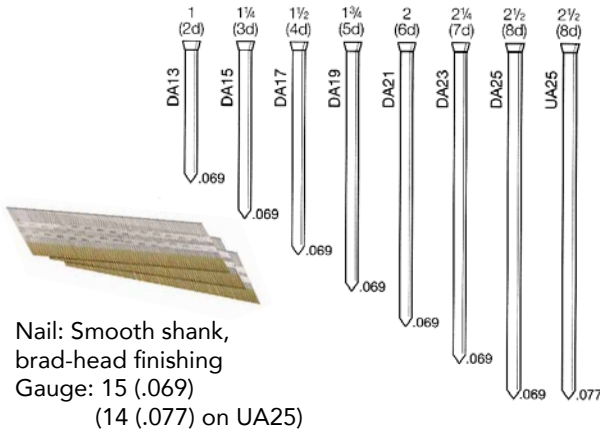 1 1¼ 1½ 1¾ 2 2¼ 2½ 2½
(2d) (3d) (4d) (5d) (6d) (7d) (8d) (8d)
DA13 DA15 DA17 DA19 DA21 DA23 DA25 UA25
.069
.069
.069
.069
.069
.069
.069 .077
Nail: Smooth shank,
brad-head finishing
Gauge: 15 (.069)
(14 (.077) on UA25)